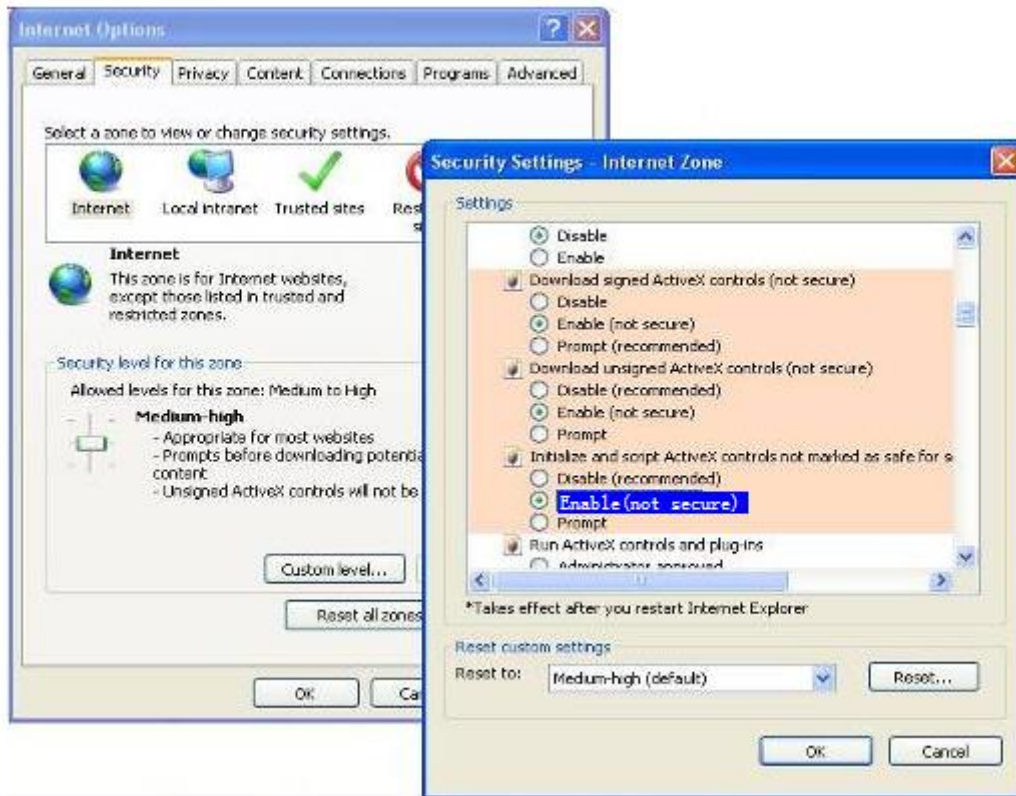 Internet Options
General Security Privacy Content Connections Programs Advanced
Select a zone to view or change security settings.
Internet Local intranet Trusted sites
Internet
This zone is for Internet websites,
except those listed in trusted and
restricted zones.
Security level for this zone
Allowed levels for this zone: Medium to High
Medium-high
- Appropriate for most websites
- Prompts before downloading
content
- Unsigned ActiveX controls will not be
Custom level...
Reset all zones
OK
Security Settings - Internet Zone
Settings
Disable
Enable
Download signed ActiveX controls (not secure)
Disable
Enable (not secure)
Prompt (recommended)
Download unsigned ActiveX controls (not secure)
Disable (recommended)
Enable (not secure)
Prompt
Initialize and script ActiveX controls not marked as safe for s
Disable (recommended)
Enable(not secure)
Prompt
Run ActiveX controls and plug-ins
Administrator approved
*Takes effect after you restart Internet Explorer
Reset custom settings
Reset to: Medium-high (default) Reset...
OK Cancel